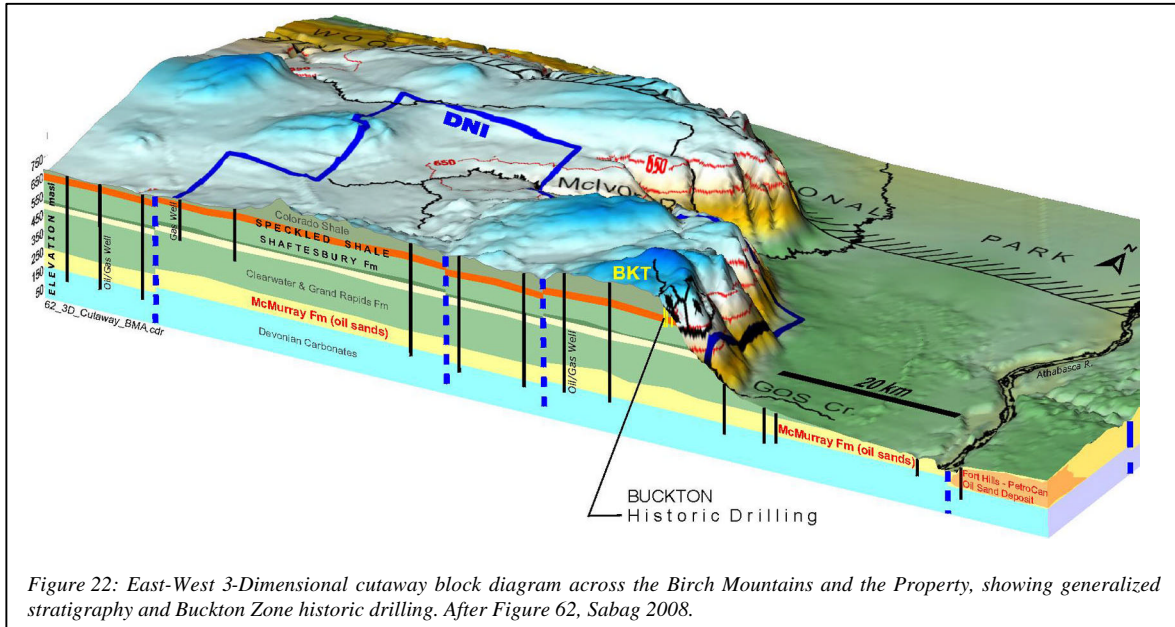 WOO
DNI
650
650
McIvo
ONAL
PARK
N
BKT
750
650
550
450
350
250
150
50
ELEVATION masl
Oil/Gas Well
Gas Well
Colorado Shale
SPECKLED SHALE
SHAFTESBURY Fm
Clearwater & Grand Rapids Fm
McMurray Fm (oil sands)
Devonian Carbonates
62_3D_Cutaway_BMA.cdr
Oil/Gas Well
20 km
Gos Cr.
Athabasca R.
McMurray Fm (oil sands)
Fort Hills - PetroCan
Oil Sand Deposit
BUCKTON
Historic Drilling
Figure 22: East-West 3-Dimensional cutaway block diagram across the Birch Mountains and the Property, showing generalized
stratigraphy and Buckton Zone historic drilling. After Figure 62, Sabag 2008.